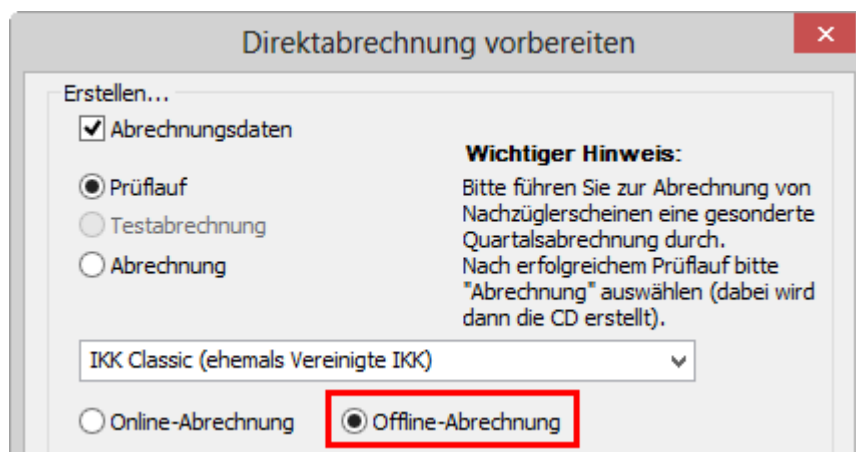 Direktabrechnung vorbereiten
Erstellen...
Abrechnungsdaten
Prüflauf
Testabrechnung
Abrechnung
Wichtiger Hinweis:
Bitte führen Sie zur Abrechnung von
Nachzüglerscheinen eine gesonderte
Quartalsabrechnung durch.
Nach erfolgreichem Prüflauf bitte
"Abrechnung" auswählen (dabei wird
dann die CD erstellt).
IKK Classic (ehemals Vereinigte IKK)
Online-Abrechnung
Offline-Abrechnung